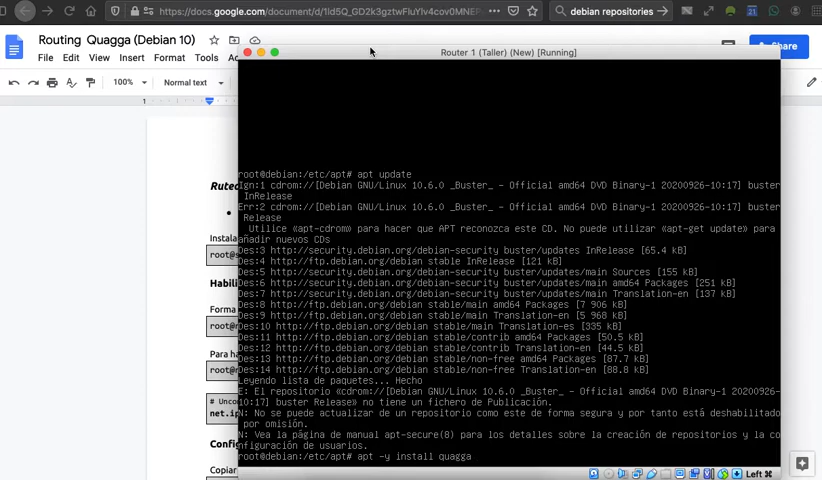 https://docs.google.com/document/d/1ld5Q_GD2k3gztwFluYlv4cov0MNEP
debian repositories
Routing Quagga (Debian 10)
File Edit View Insert Format Tools
Share
100%
Normal text
1
Router 1 (Taller) (New) [Running]
root@debian:/etc/apt# apt update
Ign:1 cdrom://[Debian GNU/Linux 10.6.0 _Buster_ - Official amd64 DVD Binary-1 20200926-10:17] buster
InRelease
Err:2 cdrom://[Debian GNU/Linux 10.6.0 _Buster_ - Official amd64 DVD Binary-1 20200926-10:17] buster
Release
Utilice «apt-cdrom» para hacer que APT reconozca este CD. No puede utilizar «apt-get update» para
añadir nuevos CDs
Des:3 http://security.debian.org/debian-security buster/updates InRelease [65.4 kB]
Des:4 http://ftp.debian.org/debian stable InRelease [121 kB]
Des:5 http://security.debian.org/debian-security buster/updates/main Sources [155 kB]
Des:6 http://security.debian.org/debian-security buster/updates/main amd64 Packages [251 kB]
Des:7 http://security.debian.org/debian-security buster/updates/main Translation-en [137 kB]
Des:8 http://ftp.debian.org/debian stable/main amd64 Packages [7 906 kB]
Des:9 http://ftp.debian.org/debian stable/main Translation-en [5 968 kB]
Des:10 http://ftp.debian.org/debian stable/main Translation-es [335 kB]
Des:11 http://ftp.debian.org/debian stable/contrib amd64 Packages [50.5 kB]
Des:12 http://ftp.debian.org/debian stable/contrib Translation-en [44.5 kB]
Des:13 http://ftp.debian.org/debian stable/non-free amd64 Packages [87.7 kB]
Des:14 http://ftp.debian.org/debian stable/non-free Translation-en [88.8 kB]
Leyendo lista de paquetes... Hecho
E: El repositorio «cdrom://[Debian GNU/Linux 10.6.0 _Buster_ - Official amd64 DVD Binary-1 20200926-
10:17] buster Release» no tiene un fichero de Publicación.
N: No se puede actualizar de un repositorio como este de forma segura y por tanto está deshabilitado
por omisión.
N: Vea la página de manual apt-secure(8) para los detalles sobre la creación de repositorios y la co
nfiguración de usuarios.
root@debian:/etc/apt# apt -y install quagga
Left ⌘
Instala
Habili
Forma
Para ha
# Unco
net.ip
Config
Copiar